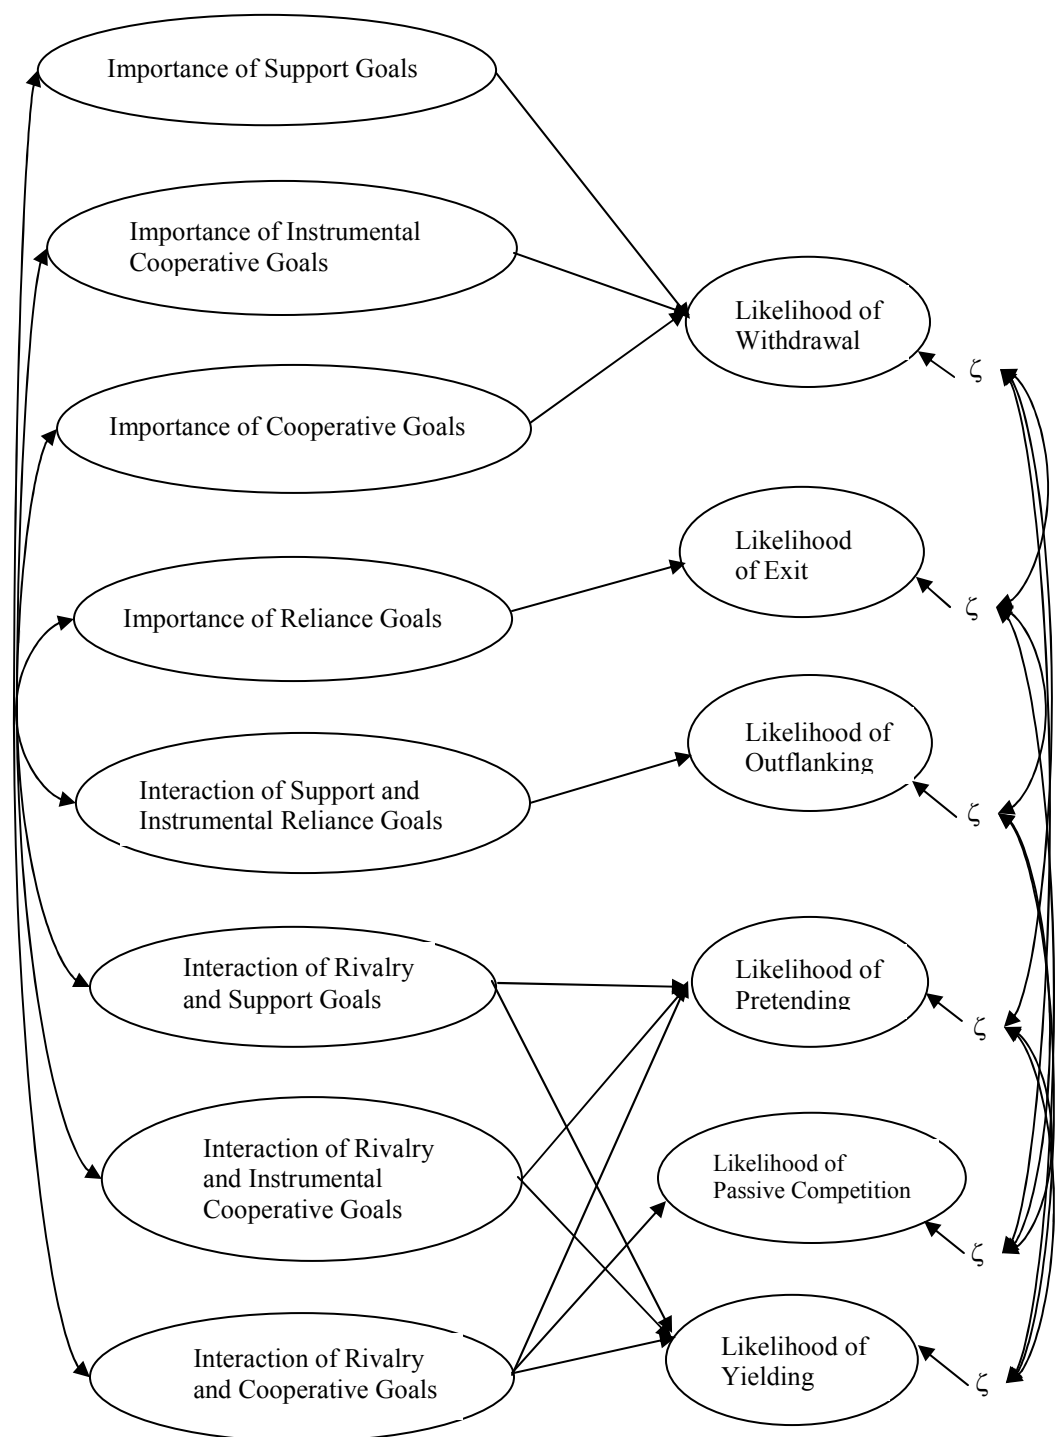 Importance of Support Goals
Importance of Instrumental
Cooperative Goals
Likelihood of
Withdrawal
ζ
Importance of Cooperative Goals
Likelihood
of Exit
ζ
Importance of Reliance Goals
Likelihood of
Outflanking
ζ
Interaction of Support and
Instrumental Reliance Goals
Interaction of Rivalry
and Support Goals
Likelihood of
Pretending
ζ
Interaction of Rivalry
and Instrumental
Cooperative Goals
Likelihood of
Passive Competition
ζ
Interaction of Rivalry
and Cooperative Goals
Likelihood of
Yielding
ζ